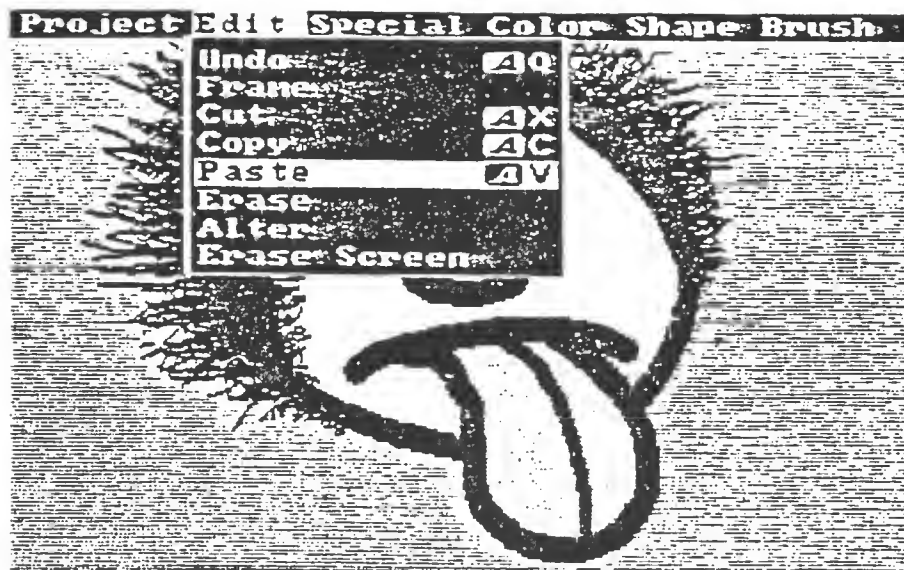 Project Edit Special Color Shape Brush
Undo A Q
Frame
Cut A X
Copy A C
Paste A V
Erase
Alter
Erase Screen